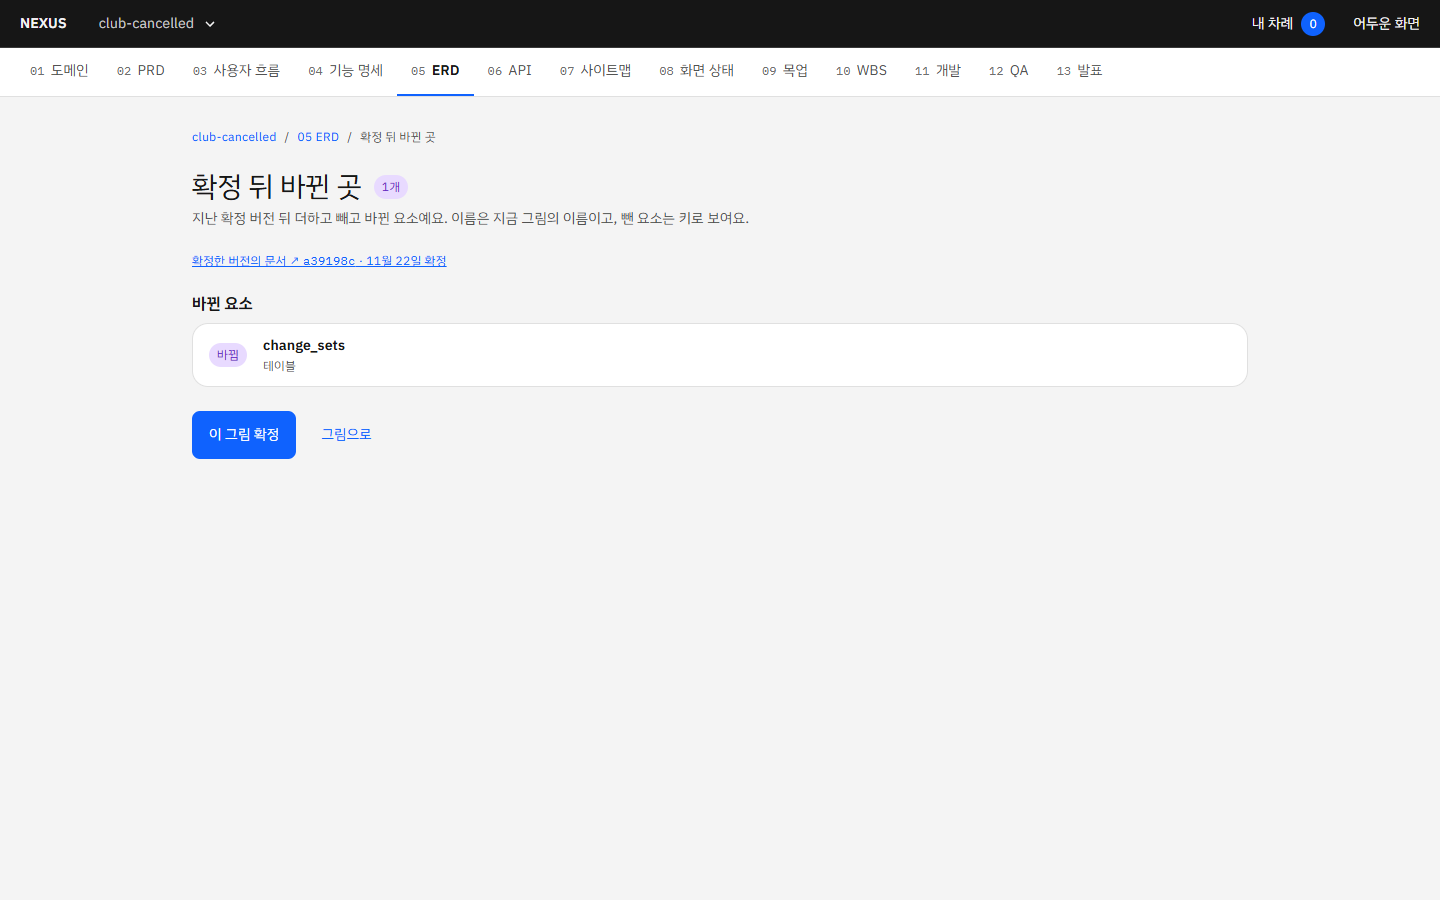 NEXUS club-cancelled 내 차례 0 어두운 화면
01 도메인 02 PRD 03 사용자 흐름 04 기능 명세 05 ERD 06 API 07 사이트맵 08 화면 상태 09 목업 10 WBS 11 개발 12 QA 13 발표
club-cancelled / 05 ERD / 확정 뒤 바뀐 곳
확정 뒤 바뀐 곳 1개
지난 확정 버전 뒤 더하고 빼고 바뀐 요소예요. 이름은 지금 그림의 이름이고, 뺀 요소는 키로 보여요.
확정한 버전의 문서 ↗ a39198c · 11월 22일 확정
바뀐 요소
바뀜 change_sets
테이블
이 그림 확정 그림으로